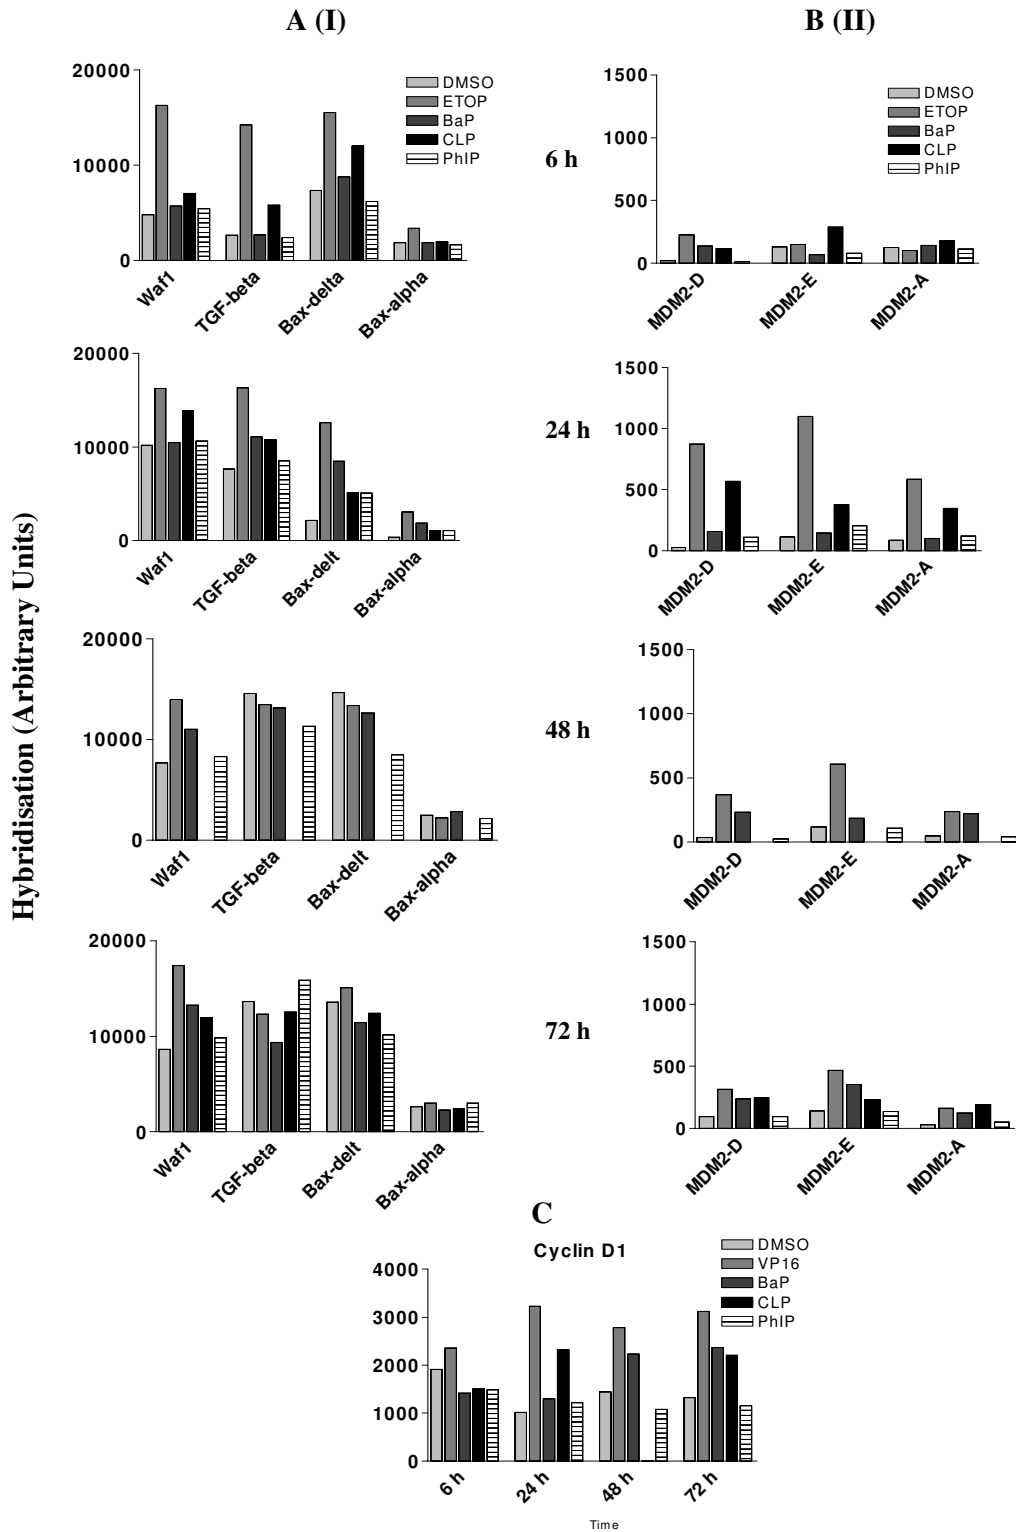 A (I)
B (II)
Hybridisation (Arbitrary Units)
20000
10000
0
DMSO
ETOP
BaP
CLP
PhIP
Waf1
TGF-beta
Bax-delta
Bax-alpha
6 h
1500
1000
500
0
DMSO
ETOP
BaP
CLP
PhIP
MDM2-D
MDM2-E
MDM2-A
20000
10000
0
Waf1
TGF-beta
Bax-delt
Bax-alpha
24 h
1500
1000
500
0
MDM2-D
MDM2-E
MDM2-A
20000
10000
0
Waf1
TGF-beta
Bax-delt
Bax-alpha
48 h
1500
1000
500
0
MDM2-D
MDM2-E
MDM2-A
20000
10000
0
Waf1
TGF-beta
Bax-delt
Bax-alpha
72 h
1500
1000
500
0
MDM2-D
MDM2-E
MDM2-A
C
Cyclin D1
DMSO
VP16
BaP
CLP
PhIP
4000
3000
2000
1000
0
6 h
24 h
48 h
72 h
Time